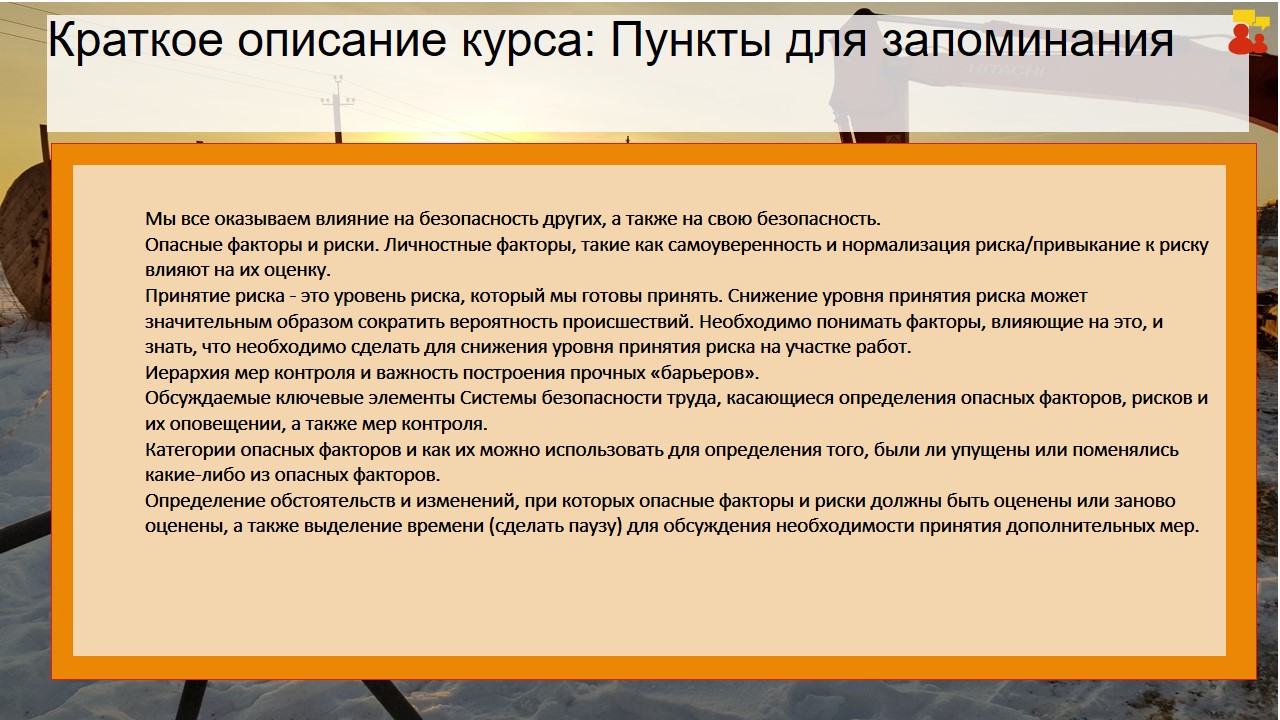 Краткое описание курса: Пункты для запоминания
HITACHI
Мы все оказываем влияние на безопасность других, а также на свою безопасность.
Опасные факторы и риски. Личностные факторы, такие как самоуверенность и нормализация риска/привыкание к риску
влияют на их оценку.
Принятие риска - это уровень риска, который мы готовы принять. Снижение уровня принятия риска может
значительным образом сократить вероятность происшествий. Необходимо понимать факторы, влияющие на это, и
знать, что необходимо сделать для снижения уровня принятия риска на участке работ.
Иерархия мер контроля и важность построения прочных «барьеров».
Обсуждаемые ключевые элементы Системы безопасности труда, касающиеся определения опасных факторов, рисков и
их оповещении, а также мер контроля.
Категории опасных факторов и как их можно использовать для определения того, были ли упущены или поменялись
какие-либо из опасных факторов.
Определение обстоятельств и изменений, при которых опасные факторы и риски должны быть оценены или заново
оценены, а также выделение времени (сделать паузу) для обсуждения необходимости принятия дополнительных мер.